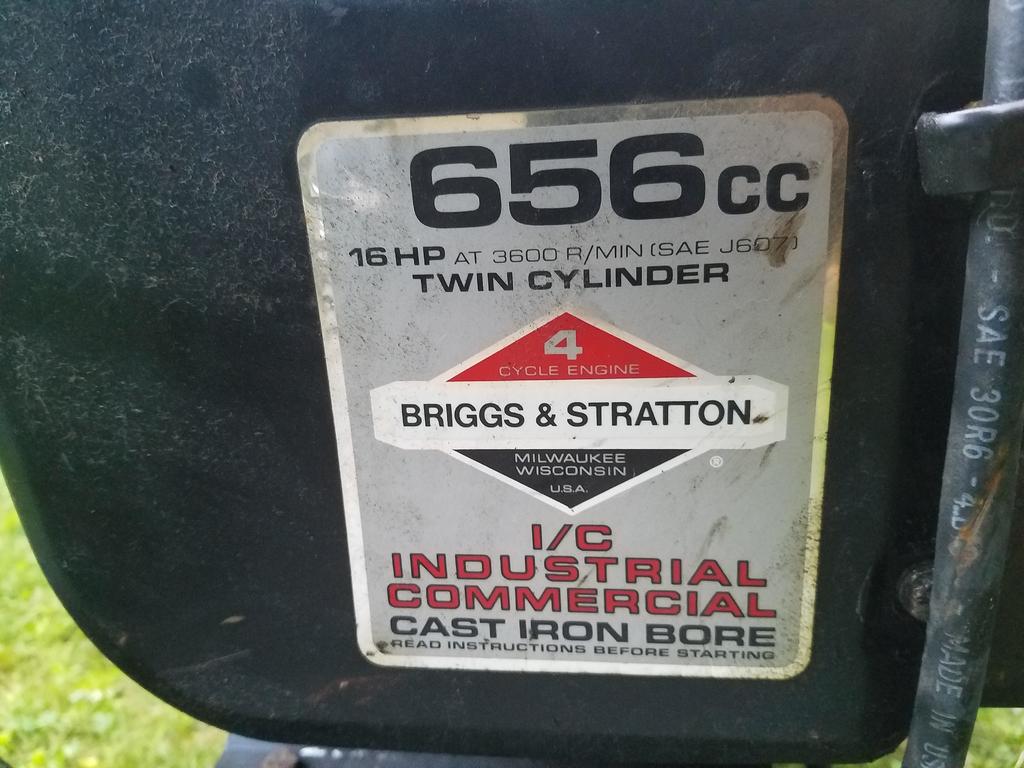 656cc
16 HP AT 3600 R/MIN (SAE J607)
TWIN CYLINDER
4
CYCLE ENGINE
BRIGGS & STRATTON
MILWAUKEE
WISCONSIN
U.S.A.
®
I/C
INDUSTRIAL
COMMERCIAL
CAST IRON BORE
READ INSTRUCTIONS BEFORE STARTING
- SAE 30R6 -
MADE IN